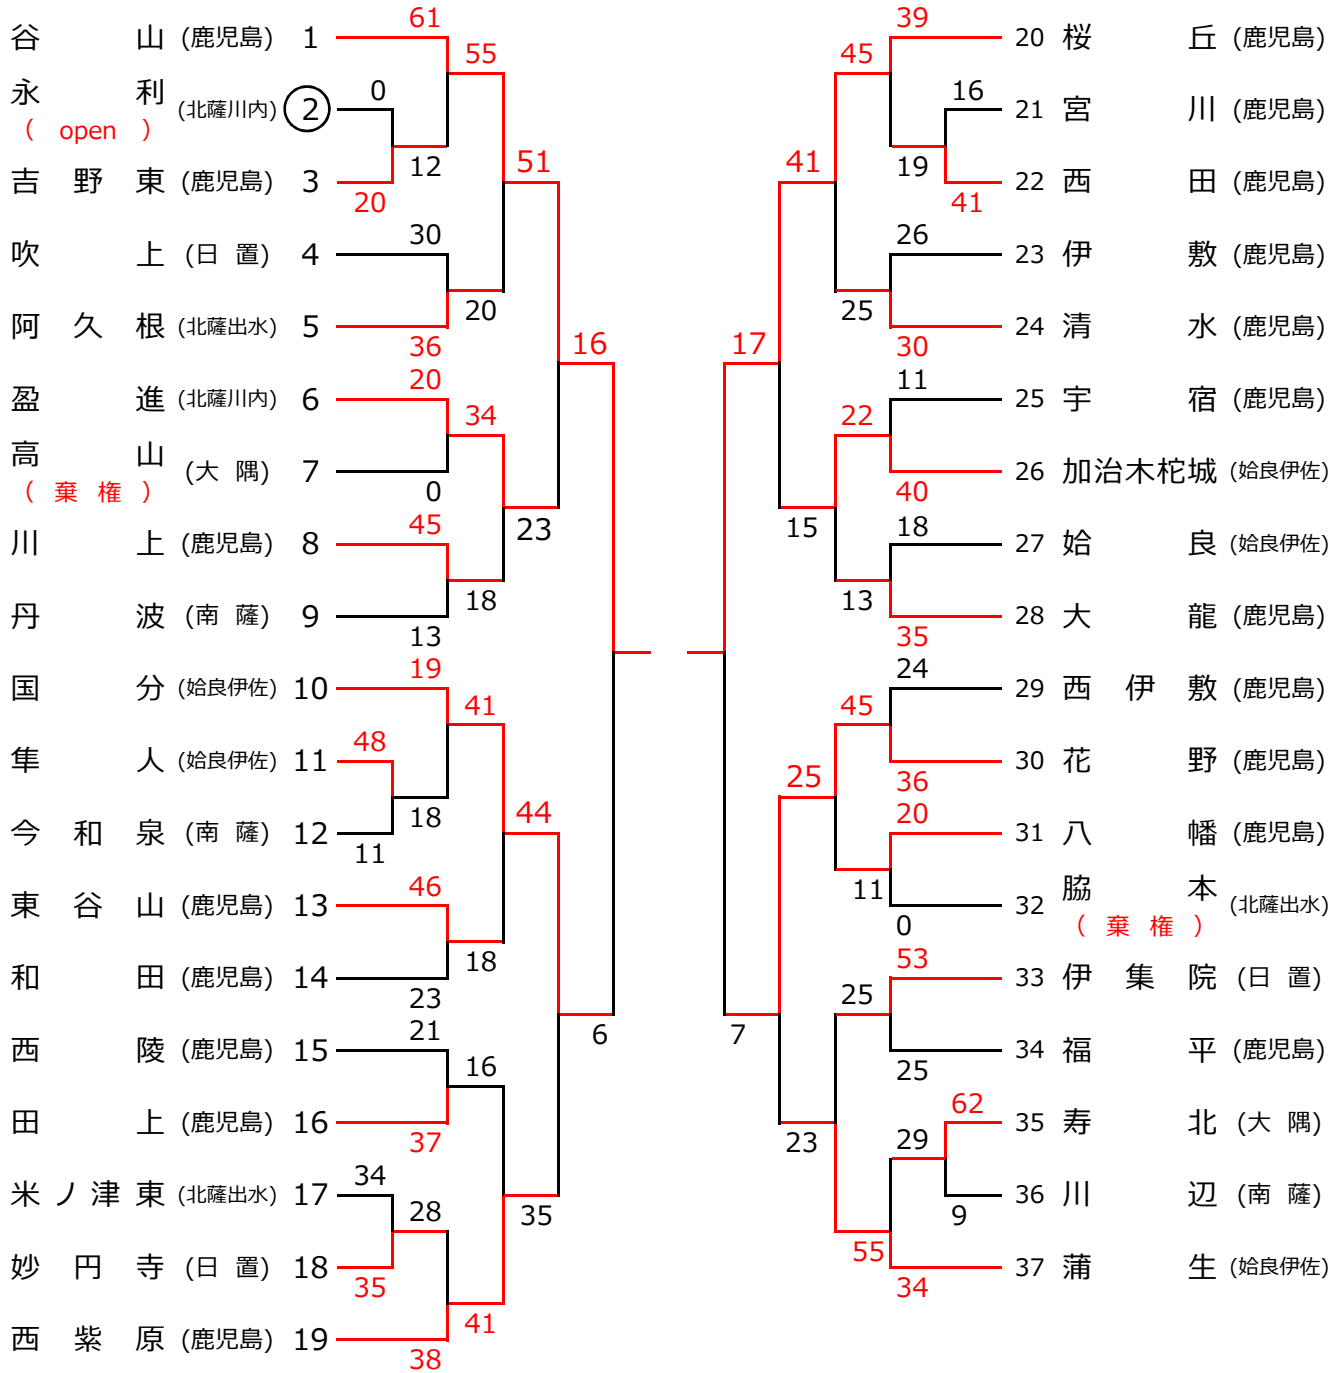 谷山 (鹿児島) 1
永利 (北薩川内) 2
( open )
吉野東 (鹿児島) 3
吹上 (日置) 4
阿久根 (北薩出水) 5
盈進 (北薩川内) 6
高山 (大隅) 7
( 棄権 )
川上 (鹿児島) 8
丹波 (南薩) 9
国分 (姶良伊佐) 10
隼人 (姶良伊佐) 11
今和泉 (南薩) 12
東谷山 (鹿児島) 13
和田 (鹿児島) 14
西陵 (鹿児島) 15
田上 (鹿児島) 16
米ノ津東 (北薩出水) 17
妙円寺 (日置) 18
西紫原 (鹿児島) 19
61
55
0
12
20
51
30
20
36
16
20
34
0
45
23
18
13
19
41
48
18
11
44
46
18
23
6
21
16
37
34
28
35
35
41
38
39
45
16
19
41
41
26
25
30
17
11
22
40
15
18
13
35
24
45
36
25
20
11
0
7
53
25
25
23
62
29
9
55
34
20 桜丘 (鹿児島)
21 宮川 (鹿児島)
22 西田 (鹿児島)
23 伊敷 (鹿児島)
24 清水 (鹿児島)
25 宇宿 (鹿児島)
26 加治木柁城 (姶良伊佐)
27 姶良 (姶良伊佐)
28 大龍 (鹿児島)
29 西伊敷 (鹿児島)
30 花野 (鹿児島)
31 八幡 (鹿児島)
32 脇本 (北薩出水)
( 棄権 )
33 伊集院 (日置)
34 福平 (鹿児島)
35 寿北 (大隅)
36 川辺 (南薩)
37 蒲生 (姶良伊佐)